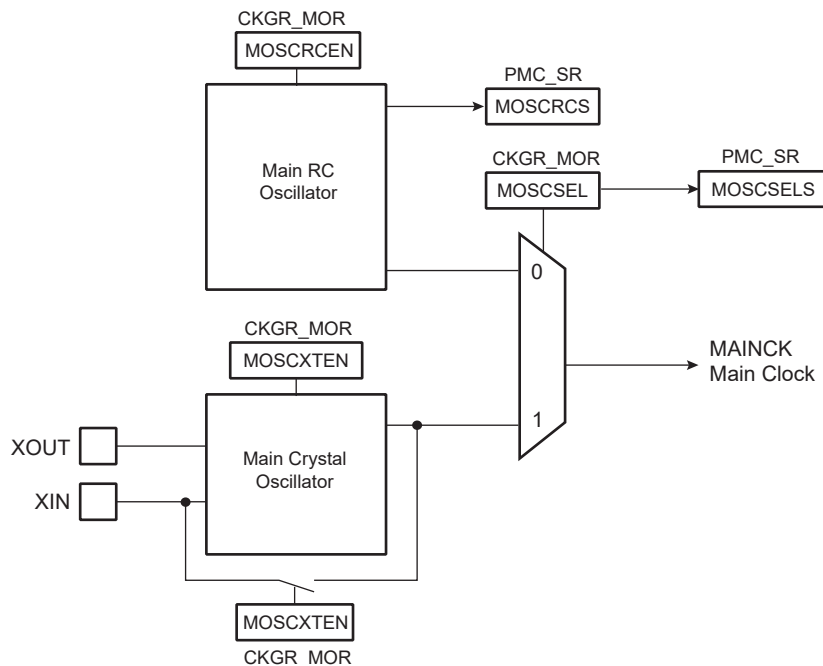 CKGR_MOR
MOSCRCEN
PMC_SR
MOSCRCS
Main RC
Oscillator
CKGR_MOR
MOSCSEL
PMC_SR
MOSCSELS
0
CKGR_MOR
MOSCXTEN
MAINCK
Main Clock
1
XOUT
Main Crystal
Oscillator
XIN
MOSCXTEN
CKGR_MOR